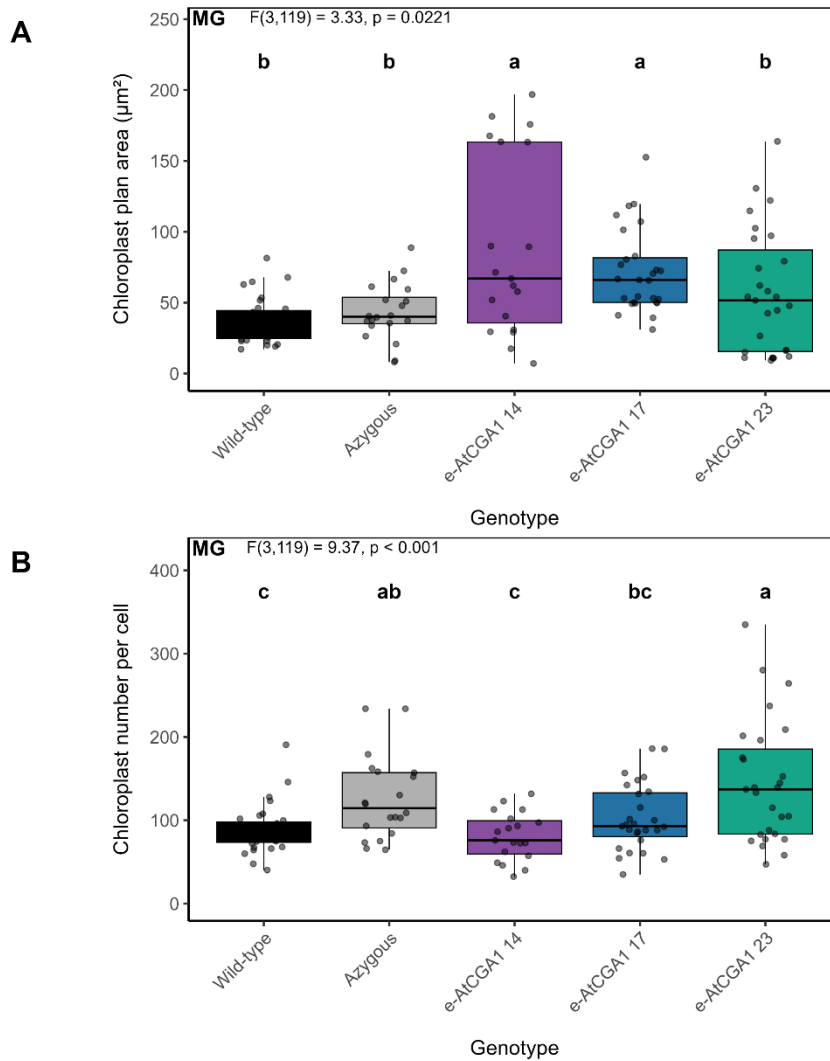 A
MG F(3,119) = 3.33, p = 0.0221
b b a a b
Chloroplast plan area (µm²)
250
200
150
100
50
0
Wild-type
Azygous
e-AtCGA1 14
e-AtCGA1 17
e-AtCGA1 23
Genotype
B
MG F(3,119) = 9.37, p < 0.001
c ab c bc a
Chloroplast number per cell
400
300
200
100
0
Wild-type
Azygous
e-AtCGA1 14
e-AtCGA1 17
e-AtCGA1 23
Genotype